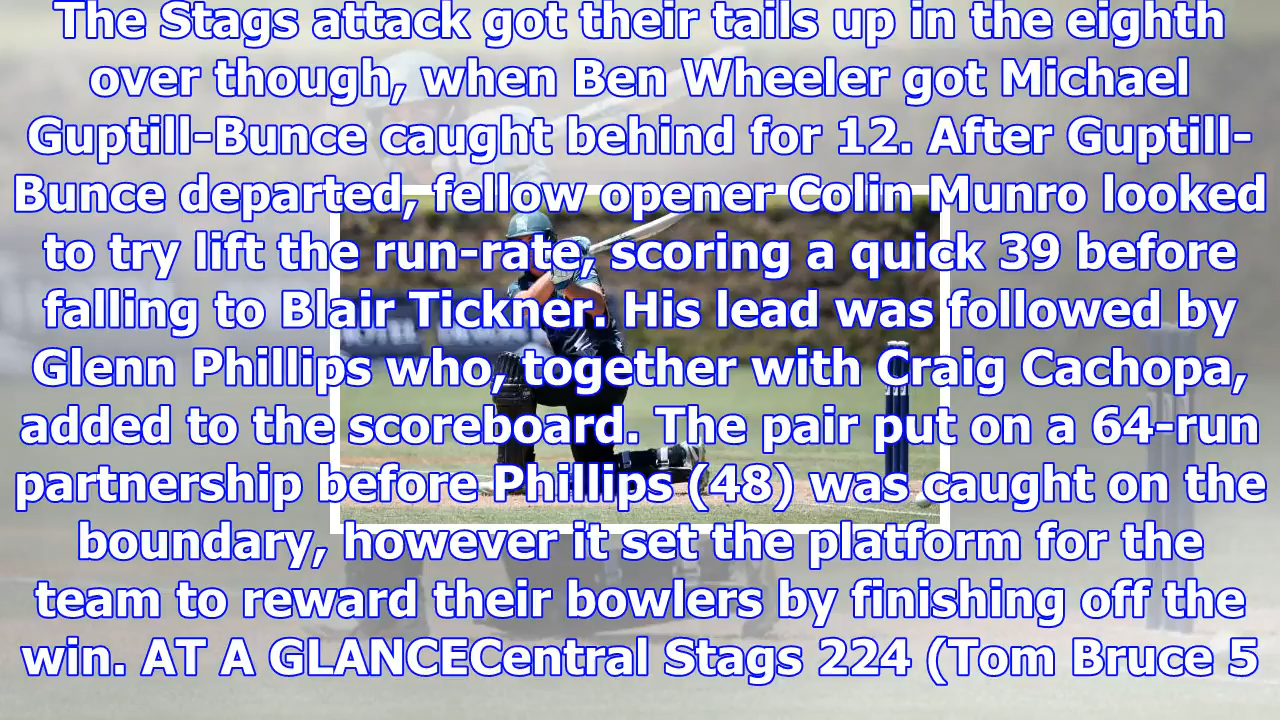 The Stags attack got their tails up in the eighth
over though, when Ben Wheeler got Michael
Guptill-Bunce caught behind for 12. After Guptill-
Bunce departed, fellow opener Colin Munro looked
to try lift the run-rate, scoring a quick 39 before
falling to Blair Tickner. His lead was followed by
Glenn Phillips who, together with Craig Cachopa,
added to the scoreboard. The pair put on a 64-run
partnership before Phillips (48) was caught on the
boundary, however it set the platform for the
team to reward their bowlers by finishing off the
win. AT A GLANCECentral Stags 224 (Tom Bruce 5